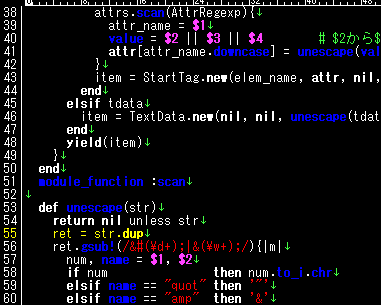 38 attrs.scan(AttrRegexp){↓
39 attr_name = $1↓
40 value = $2 || $3 || $4 # $2から$
41 attr[attr_name.downcase] = unescape(val
42 }↓
43 item = StartTag.new(elem_name, attr, nil,
44 end↓
45 elsif tdata↓
46 item = TextData.new(nil, nil, unescape(tdat
47 end↓
48 yield(item)↓
49 }↓
50 end↓
51 module_function :scan↓
52 ↓
53 def unescape(str)↓
54 return nil unless str↓
55 ret = str.dup↓
56 ret.gsub!(/&#(\d+);|&(\w+);/){|m|↓
57 num, name = $1, $2↓
58 if num then num.to_i.chr↓
59 elsif name == "quot" then '"'↓
60 elsif name == "amp" then '&'↓